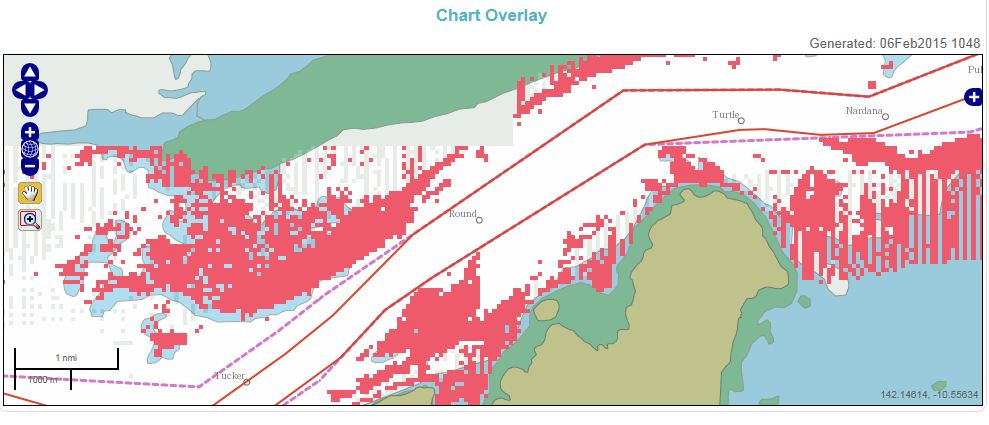 Chart Overlay
Generated: 06Feb2015 1048
Pul
Turtle
Nardana
Round
1 nmi
1000 m
Tucker
142.14614, -10.55634